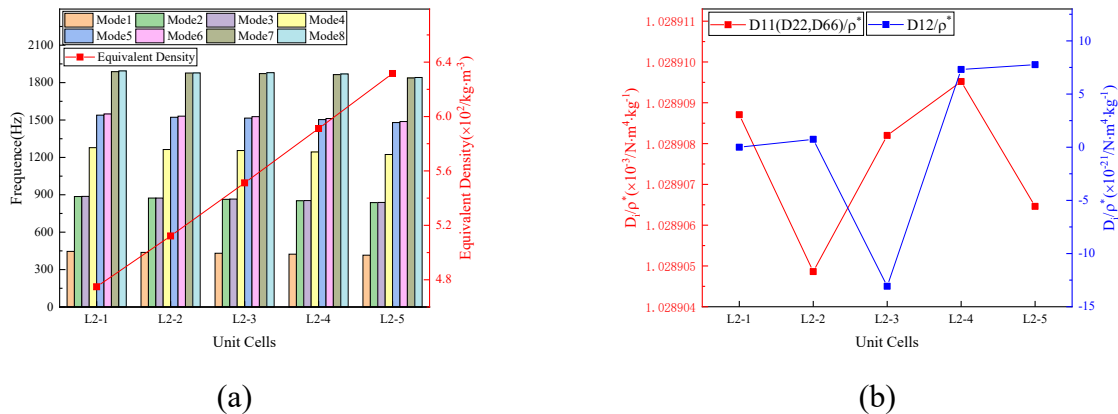 Mode1 Mode2 Mode3 Mode4
Mode5 Mode6 Mode7 Mode8
Equivalent Density
2100
1800
1500
1200
900
600
300
0
Frequence(Hz)
6.4
6.0
5.6
5.2
4.8
Equivalent Density(×10²/kg·m⁻³)
L2-1 L2-2 L2-3 L2-4 L2-5
Unit Cells
(a)
D11(D22,D66)/ρ* D12/ρ*
1.028911
1.028910
1.028909
1.028908
1.028907
1.028906
1.028905
1.028904
Dᵢ/ρ*(×10⁻³/N·m⁴·kg⁻¹)
10
5
0
-5
-10
-15
Dᵢ/ρ*(×10⁻²¹/N·m⁴·kg⁻¹)
L2-1 L2-2 L2-3 L2-4 L2-5
Unit Cells
(b)